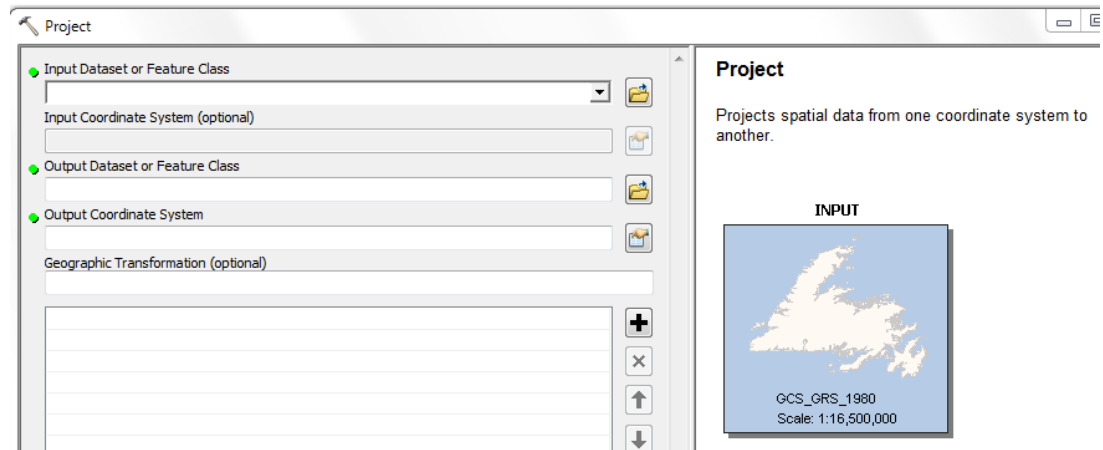 Project
Input Dataset or Feature Class
Input Coordinate System (optional)
Output Dataset or Feature Class
Output Coordinate System
Geographic Transformation (optional)
Project
Projects spatial data from one coordinate system to
another.
INPUT
GCS_GRS_1980
Scale: 1:16,500,000